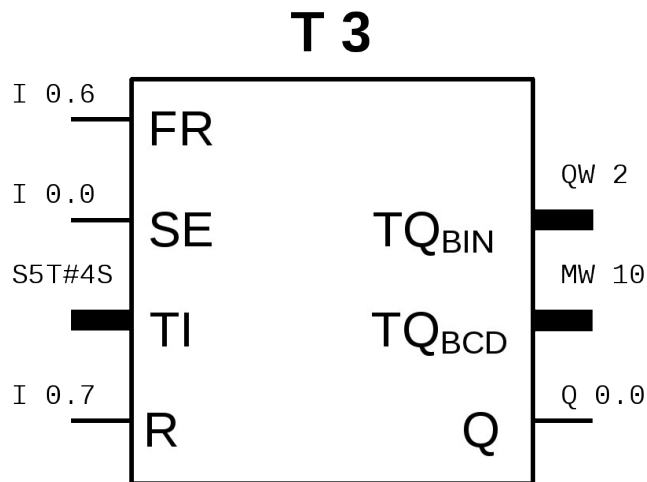 T 3
I 0.6
FR
I 0.0
SE
S5T#4S
TI
I 0.7
R
QW 2
TQBIN
MW 10
TQBCD
Q 0.0
Q